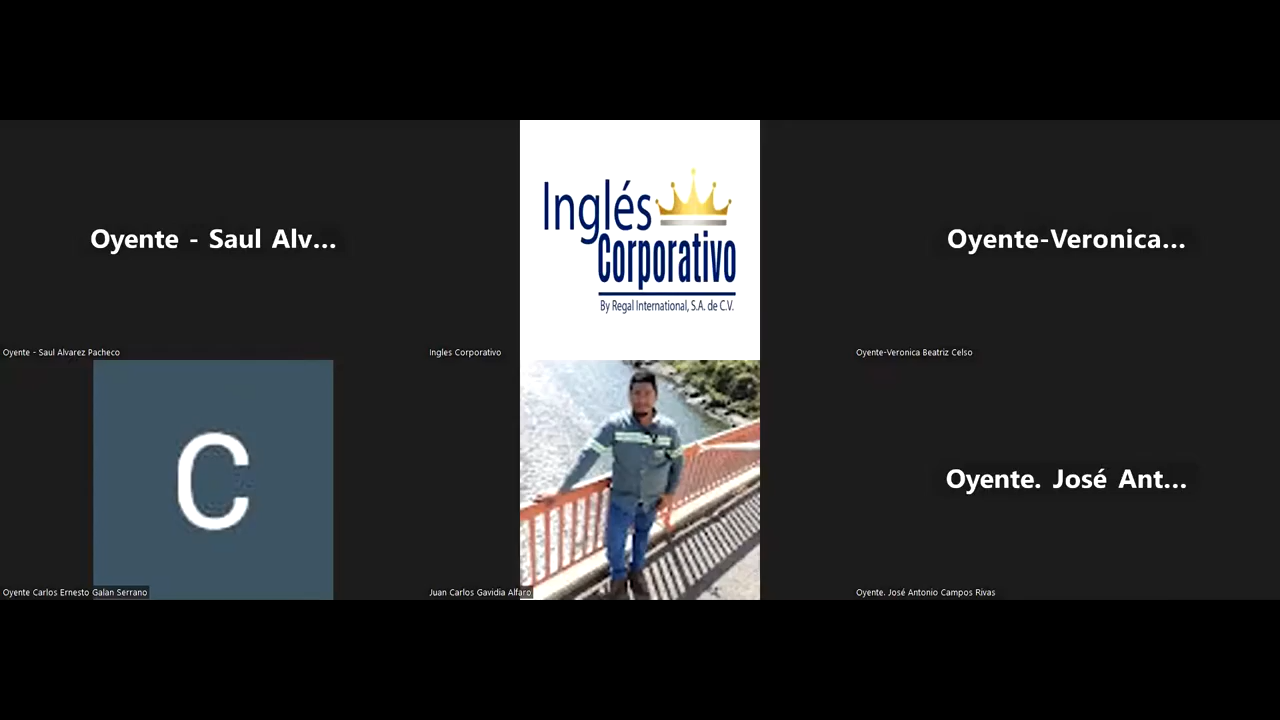 Oyente - Saul Alv...
Oyente - Saul Alvarez Pacheco
Inglés
Corporativo
By Regal International, S.A. de C.V.
Ingles Corporativo
Oyente-Veronica...
Oyente-Veronica Beatriz Celso
C
Oyente Carlos Ernesto Galan Serrano
Juan Carlos Gavidia Alfaro
Oyente. José Ant...
Oyente. José Antonio Campos Rivas